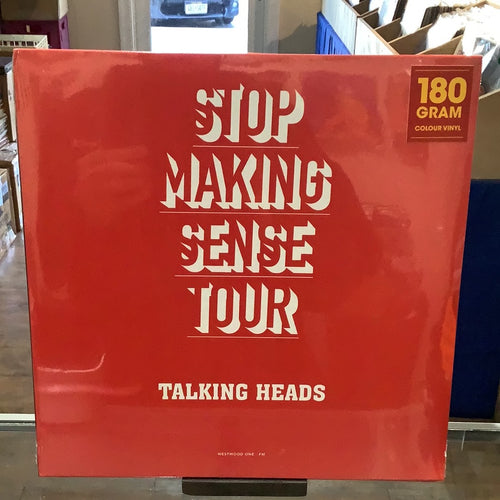 STOP
MAKING
SENSE
TOUR
TALKING HEADS
WESTWOOD ONE FM
180
GRAM
COLOUR VINYL